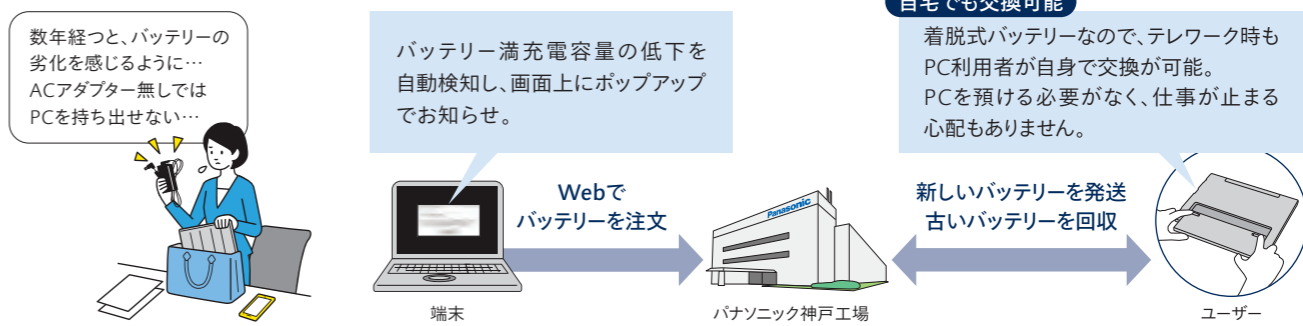 数年経つと、バッテリーの
劣化を感じるように…
ACアダプター無しでは
PCを持ち出せない…
バッテリー満充電容量の低下を
自動検知し、画面上にポップアップ
でお知らせ。
自宅でも交換可能
着脱式バッテリーなので、テレワーク時も
PC利用者が自身で交換が可能。
PCを預ける必要がなく、仕事が止まる
心配もありません。
Webで
バッテリーを注文
Panasonic
新しいバッテリーを発送
古いバッテリーを回収
端末
パナソニック神戸工場
ユーザー